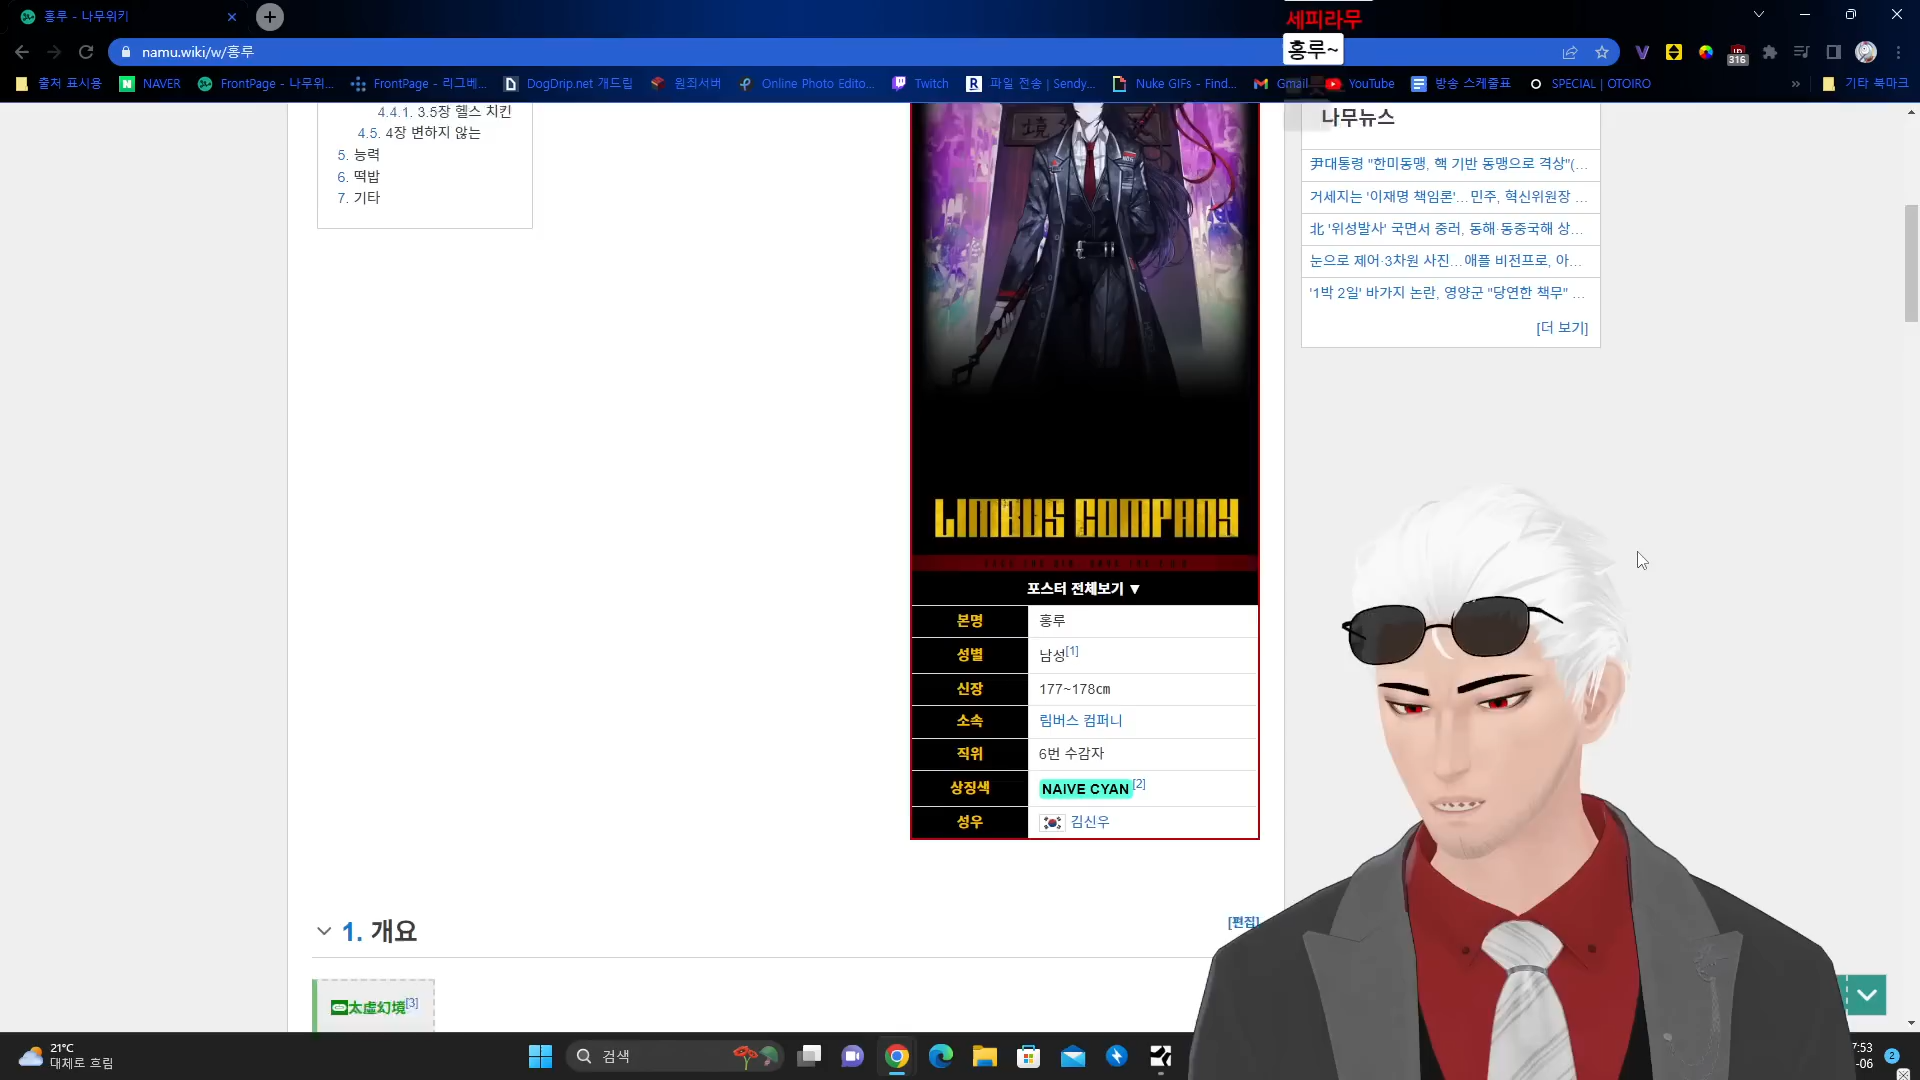 홍루 - 나무위키
세피라무
홍루~
namu.wiki/w/홍루
316
출처 표시용
NAVER
FrontPage - 나무위...
FrontPage - 리그베...
DogDrip.net 개드립
원죄서버
Online Photo Edito...
Twitch
파일 전송 | Sendy...
Nuke GIFs - Find...
Gmail
YouTube
방송 스케줄표
SPECIAL | OTOIRO
»
기타 북마크
4.4.1. 3.5장 헬스 치킨
4.5. 4장 변하지 않는
5. 능력
6. 떡밥
7. 기타
境
나무뉴스
尹대통령 "한미동맹, 핵 기반 동맹으로 격상"(...
거세지는 '이재명 책임론'...민주, 혁신위원장 ...
北 '위성발사' 국면서 중러, 동해·동중국해 상...
눈으로 제어·3차원 사진...애플 비전프로, 아...
'1박 2일' 바가지 논란, 영양군 "당연한 책무" ...
[더 보기]
LIMBUS COMPANY
포스터 전체보기 ▼
본명 홍루
성별 남성[1]
신장 177~178㎝
소속 림버스 컴퍼니
직위 6번 수감자
상징색 NAIVE CYAN[2]
성우 김신우
1. 개요
[편집]
太虛幻境[3]
21°C
대체로 흐림
검색
7:53
-06
2